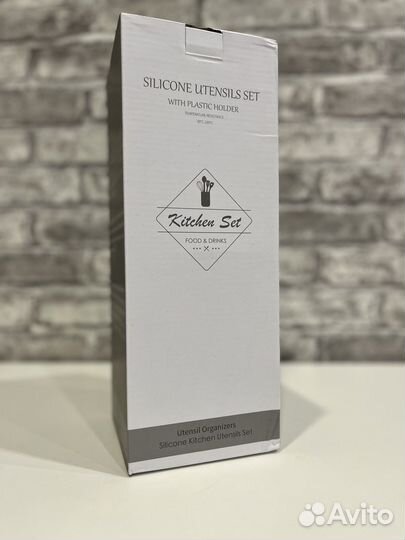 SILICONE UTENSILS SET
WITH PLASTIC HOLDER
Kitchen Set
FOOD & DRINKS
Utensil Organizers
Silicone Kitchen Utensils Set
Avito